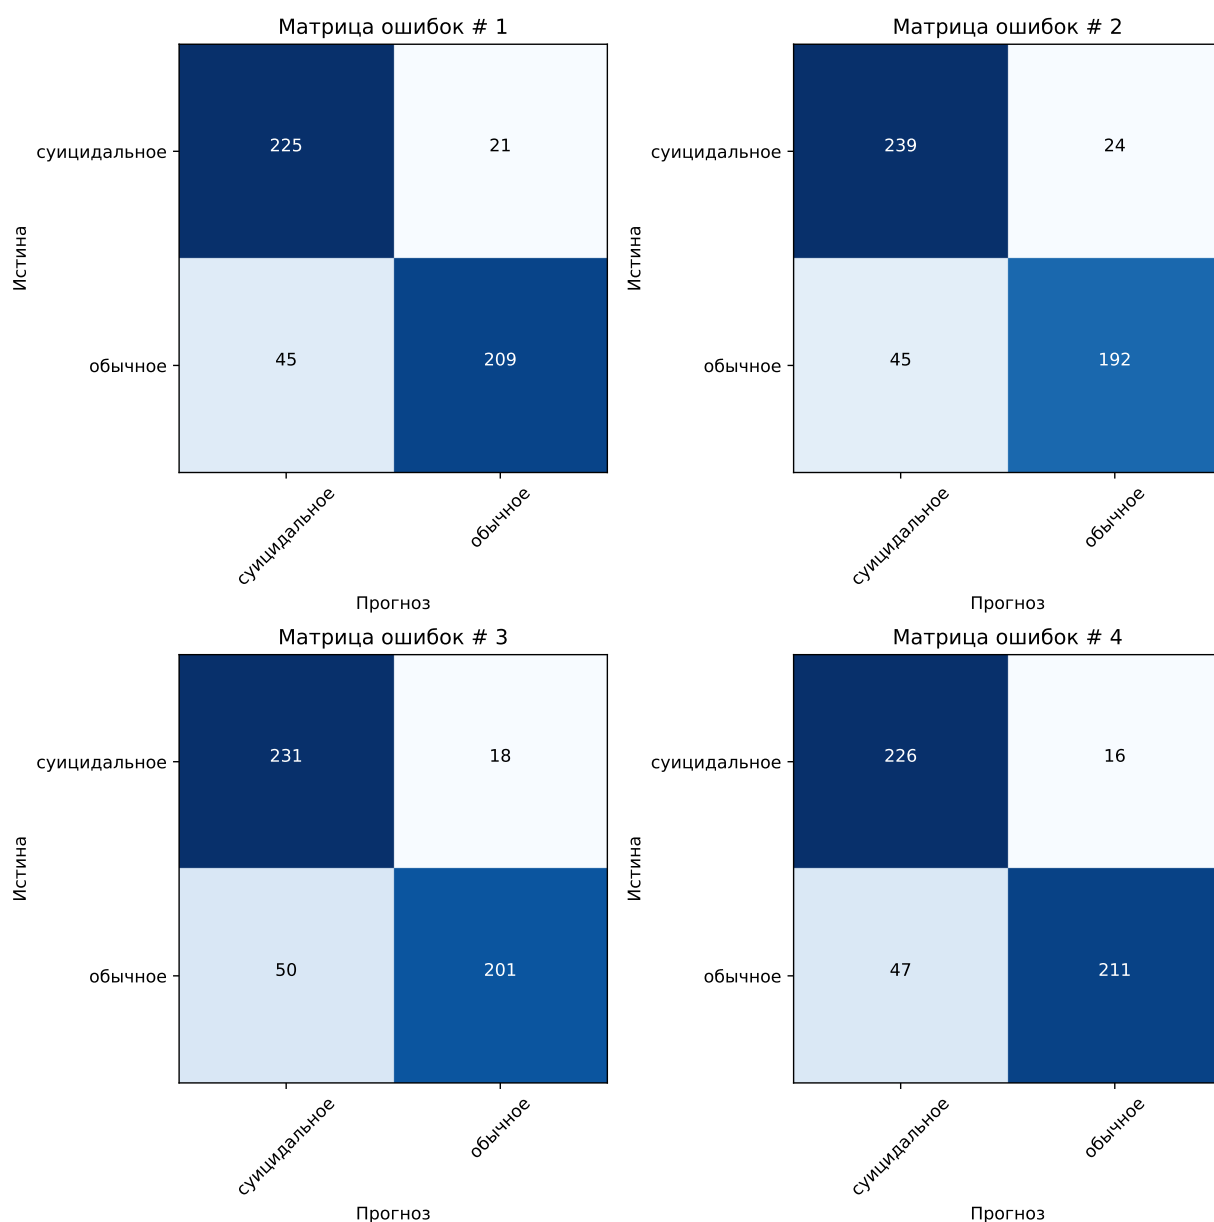 Матрица ошибок # 1
суицидальное
225
21
Истина
обычное
45
209
суицидальное
обычное
Прогноз
Матрица ошибок # 2
суицидальное
239
24
Истина
обычное
45
192
суицидальное
обычное
Прогноз
Матрица ошибок # 3
суицидальное
231
18
Истина
обычное
50
201
суицидальное
обычное
Прогноз
Матрица ошибок # 4
суицидальное
226
16
Истина
обычное
47
211
суицидальное
обычное
Прогноз